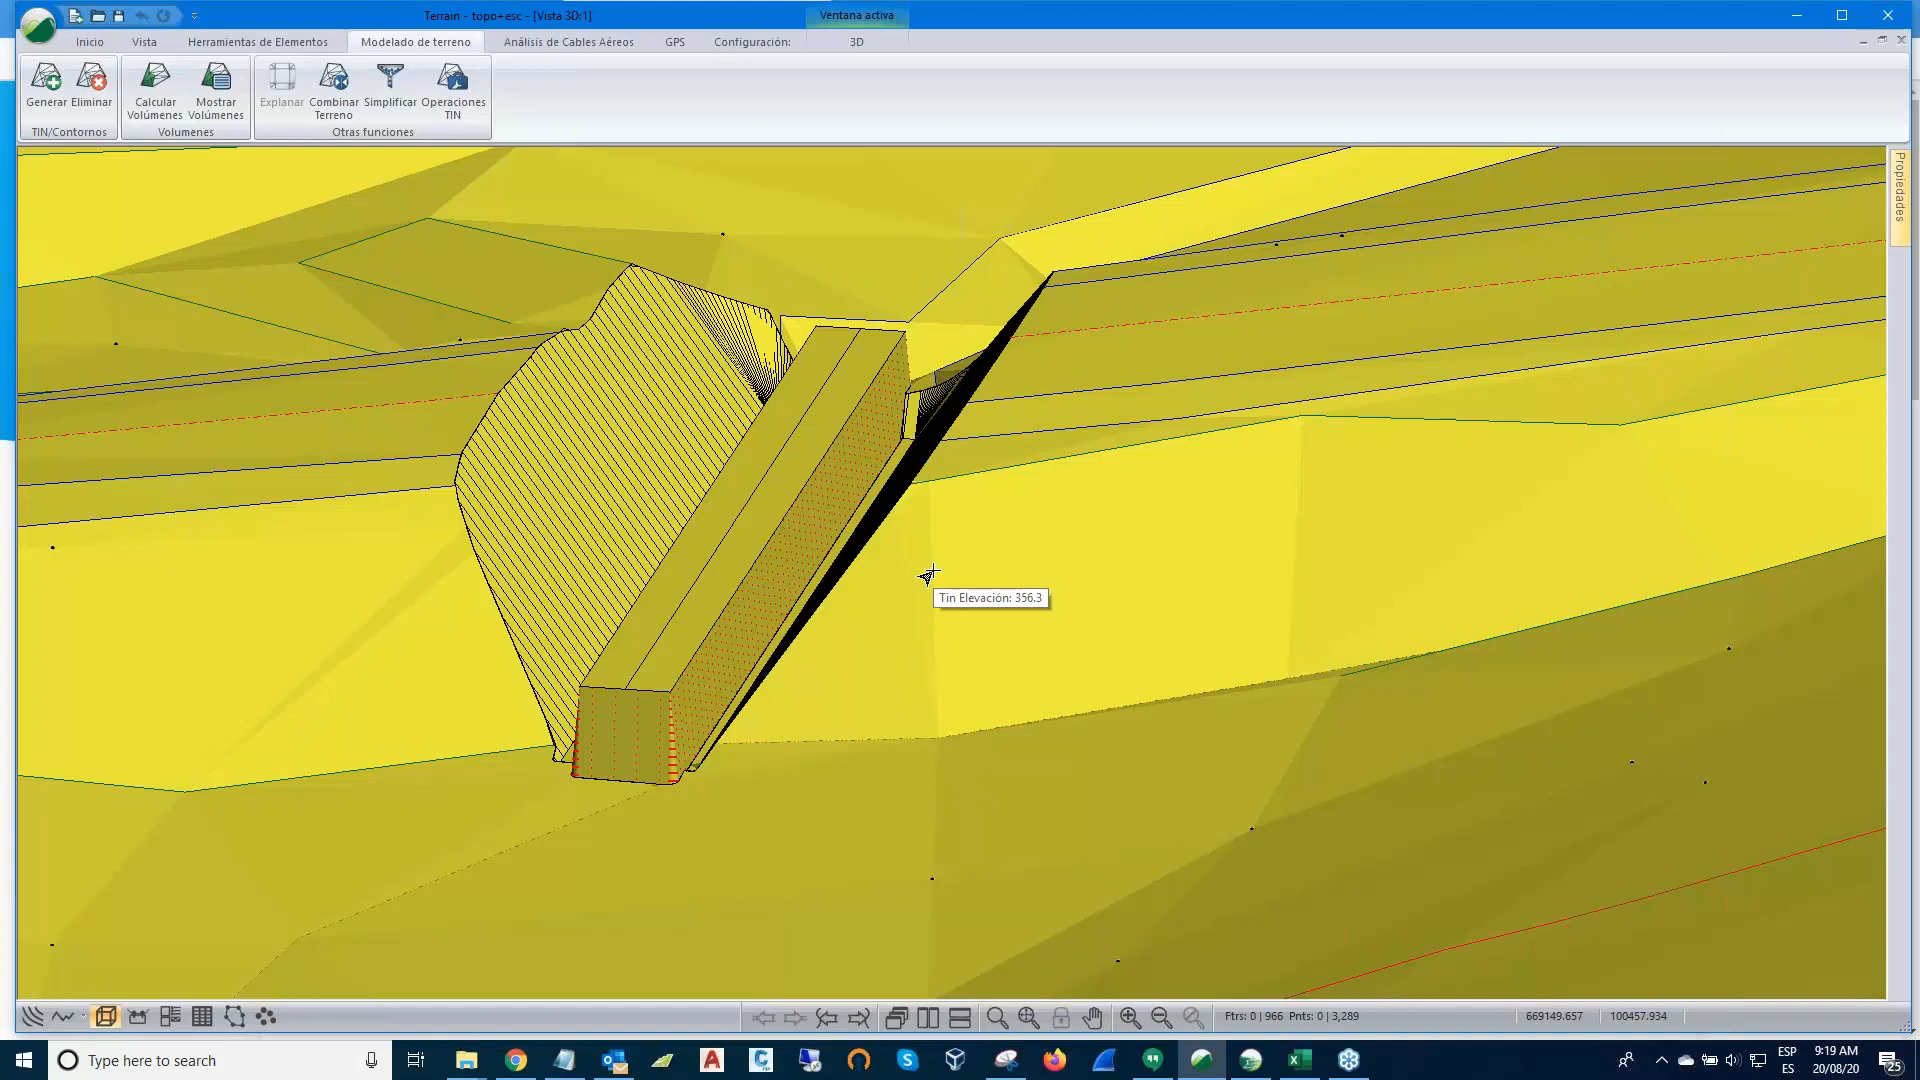 Terrain - topo+esc - [Vista 3D:1]
Ventana activa
Inicio
Vista
Herramientas de Elementos
Modelado de terreno
Análisis de Cables Aéreos
GPS
Configuración:
3D
Generar
Eliminar
Calcular
Volúmenes
Mostrar
Volúmenes
Explanar
Combinar
Terreno
Simplificar
Operaciones
TIN
TIN/Contornos
Volumenes
Otras funciones
Propiedades
Tin Elevación: 356.3
Ftrs: 0 | 966 Pnts: 0 | 3,289
669149.657
100457.934
Type here to search
ESP
ES
9:19 AM
20/08/20
25